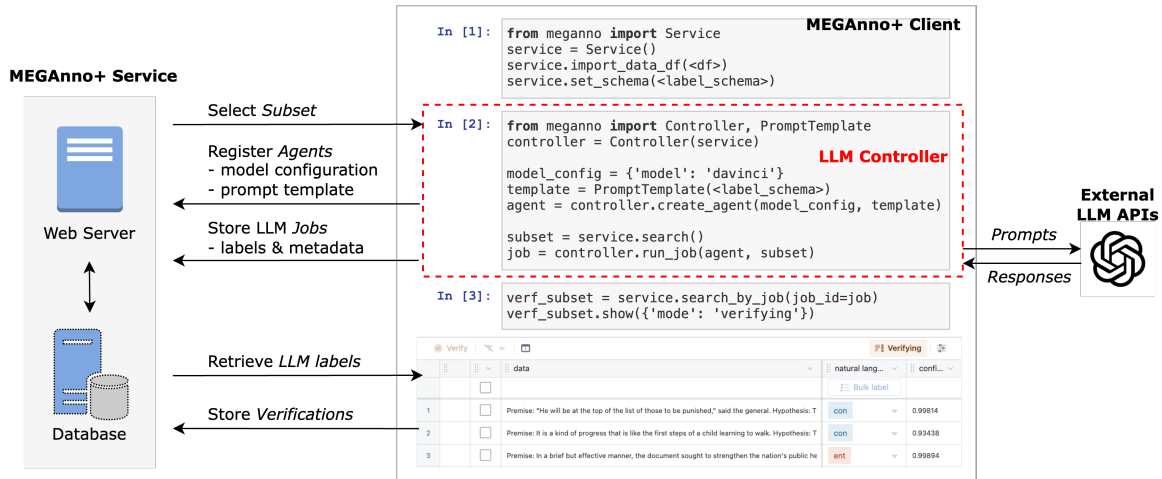 MEGAnno+ Service
Web Server
Database
Select Subset
Register Agents
- model configuration
- prompt template
Store LLM Jobs
- labels & metadata
Retrieve LLM labels
Store Verifications
MEGAnno+ Client
In [1]:
from meganno import Service
service = Service()
service.import_data_df(<df>)
service.set_schema(<label_schema>)
In [2]:
from meganno import Controller, PromptTemplate
controller = Controller(service)
LLM Controller
model_config = {'model': 'davinci'}
template = PromptTemplate(<label_schema>)
agent = controller.create_agent(model_config, template)
subset = service.search()
job = controller.run_job(agent, subset)
In [3]:
verf_subset = service.search_by_job(job_id=job)
verf_subset.show({'mode': 'verifying'})
Verify
Verifying
data natural lang... confi...
Bulk label
1 Premise: "He will be at the top of the list of those to be punished," said the general. Hypothesis: T con 0.99814
2 Premise: It is a kind of progress that is like the first steps of a child learning to walk. Hypothesis: T con 0.93438
3 Premise: In a brief but effective manner, the document sought to strengthen the nation's public he ent 0.99894
Prompts
Responses
External
LLM APIs